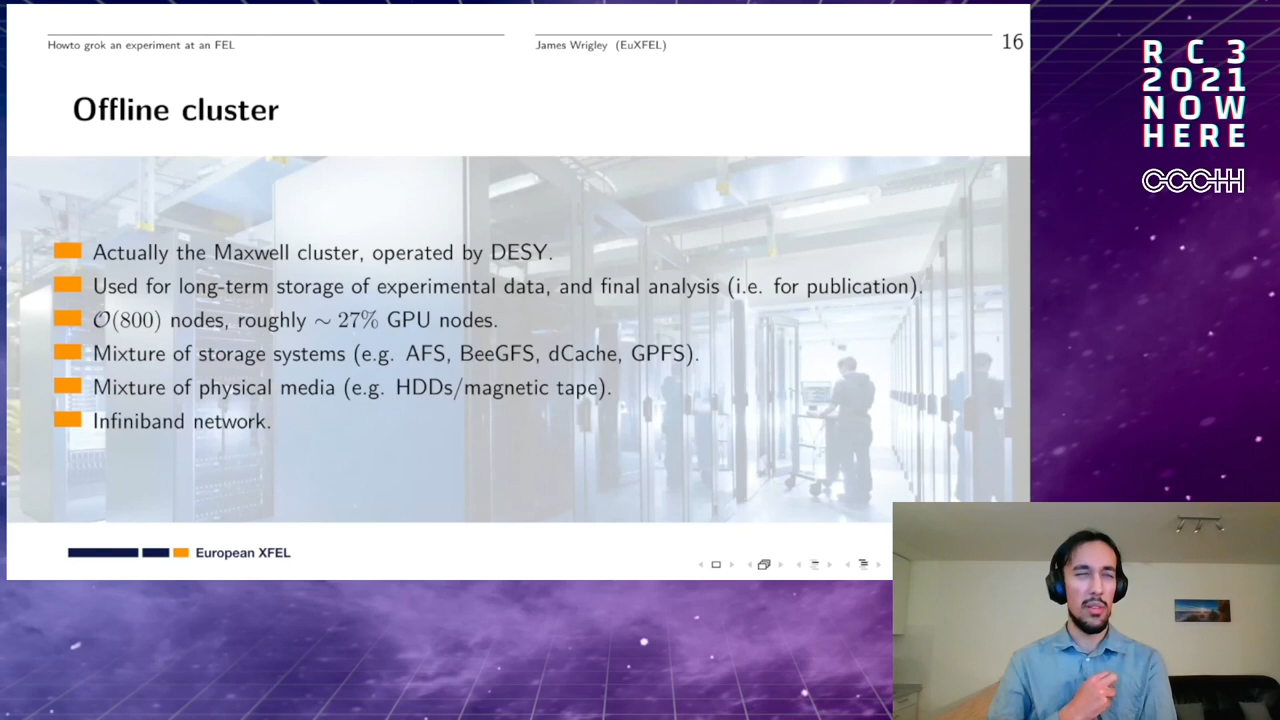 Howto grok an experiment at an FEL
James Wrigley (EuXFEL)
16
Offline cluster
Actually the Maxwell cluster, operated by DESY.
Used for long-term storage of experimental data, and final analysis (i.e. for publication).
O(800) nodes, roughly ~ 27% GPU nodes.
Mixture of storage systems (e.g. AFS, BeeGFS, dCache, GPFS).
Mixture of physical media (e.g. HDDs/magnetic tape).
Infiniband network.
European XFEL
RC3
2021
NOW
HERE
CCCHH